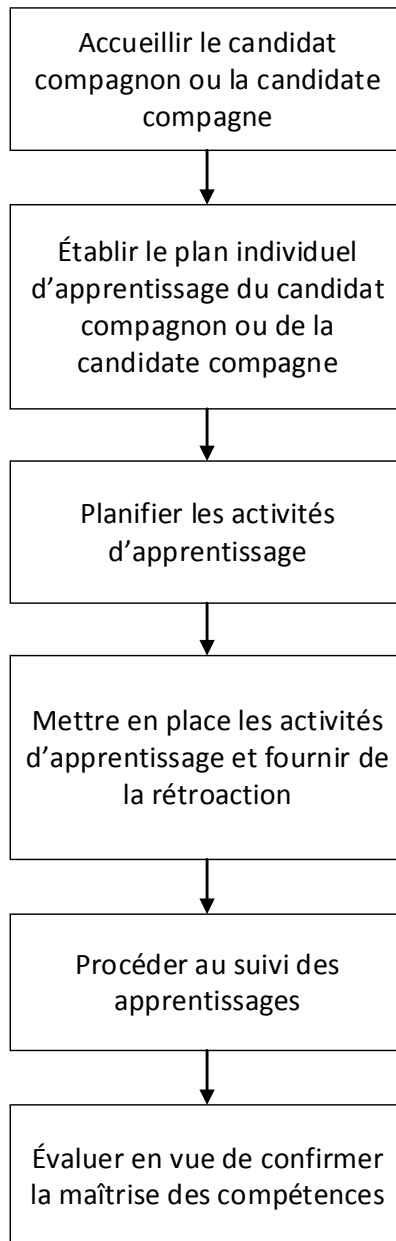 Accueillir le candidat
compagnon ou la candidate
compagne
Établir le plan individuel
d’apprentissage du candidat
compagnon ou de la
candidate compagne
Planifier les activités
d’apprentissage
Mettre en place les activités
d’apprentissage et fournir de
la rétroaction
Procéder au suivi des
apprentissages
Évaluer en vue de confirmer
la maîtrise des compétences